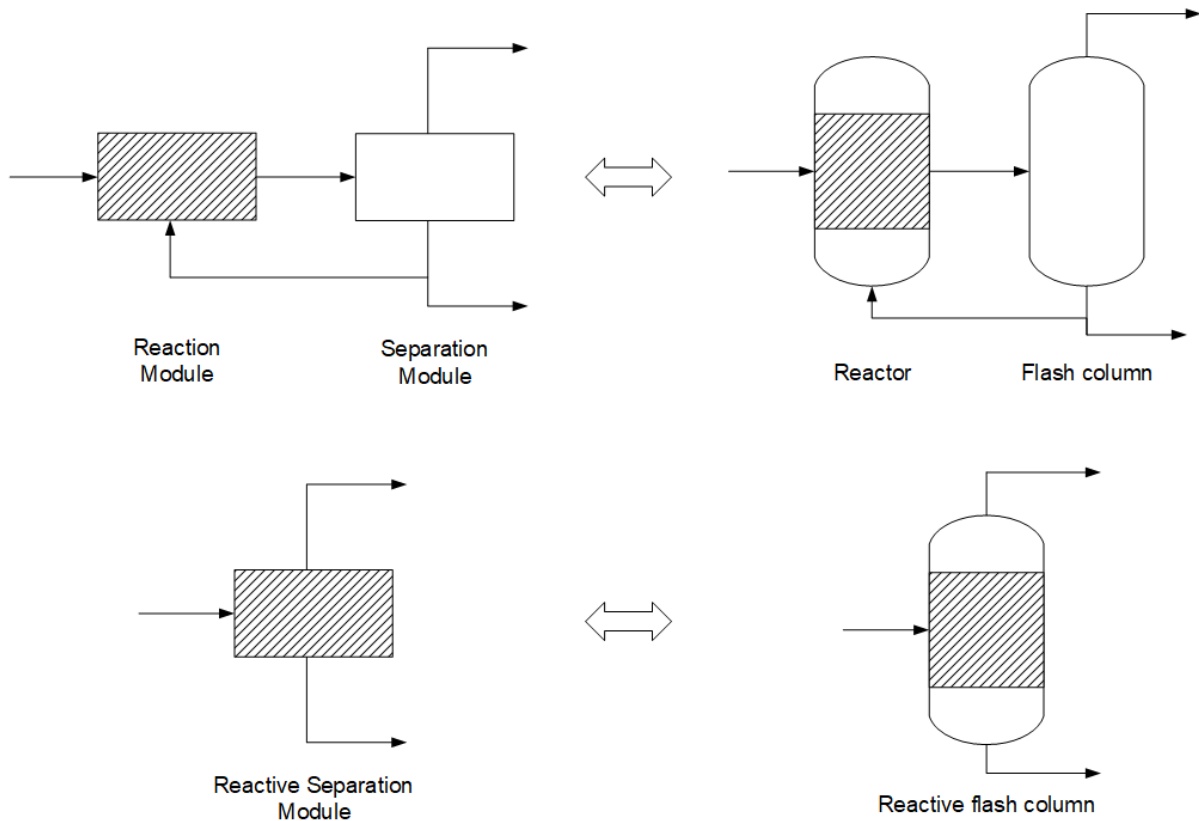 Reaction
Module
Separation
Module
Reactor
Flash column
Reactive Separation
Module
Reactive flash column